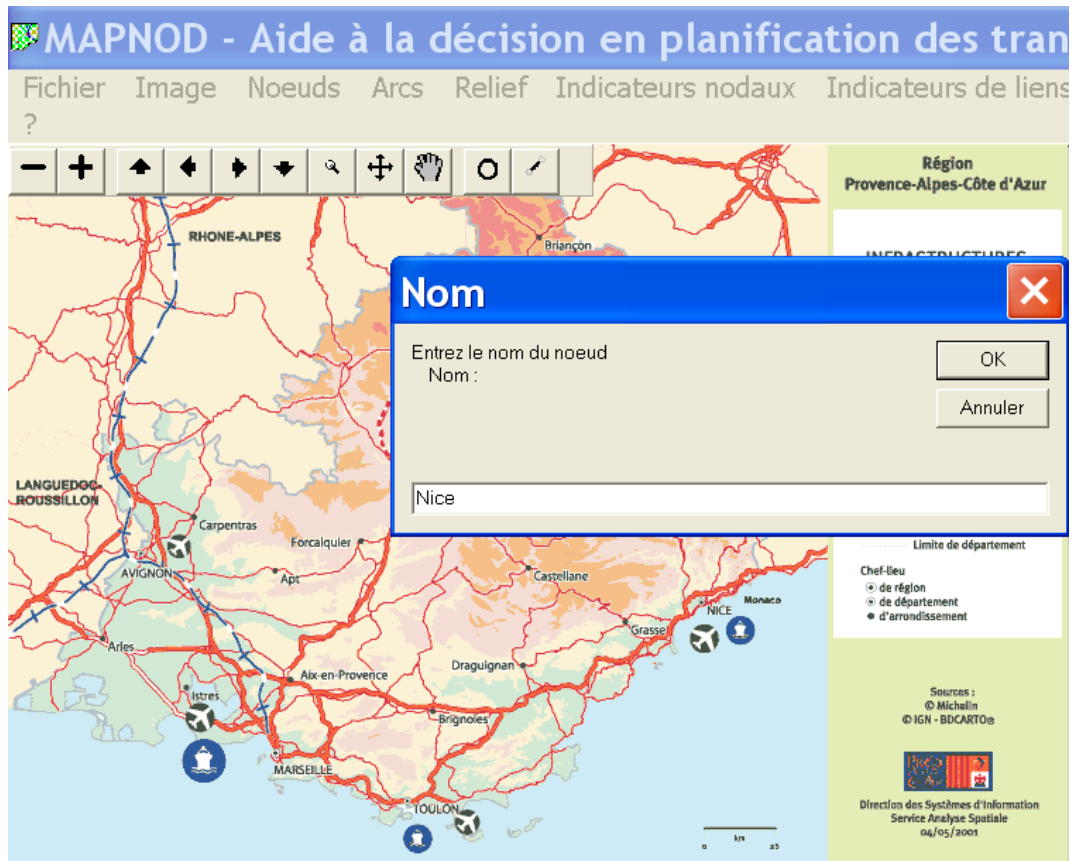 MAPNOD - Aide à la décision en planification des tran
Fichier Image Noeuds Arcs Relief Indicateurs nodaux Indicateurs de liens
?
Région
Provence-Alpes-Côte d'Azur
RHONE-ALPES
Briançon
INFRASTRUCTURES
Nom
Entrez le nom du noeud
Nom :
OK
Annuler
Nice
LANGUEDOC-
ROUSSILLON
Carpentras
Forcalquier
AVIGNON
Apt
Castellane
Limite de département
Chef-lieu
de région
de département
d'arrondissement
Monaco
NICE
Grasse
Arles
Draguignan
Aix-en-Provence
Istres
Brignoles
MARSEILLE
TOULON
Sources :
© Michelin
© IGN - BDCARTO®
Direction des Systèmes d'Information
Service Analyse Spatiale
04/05/2001
km
0 25